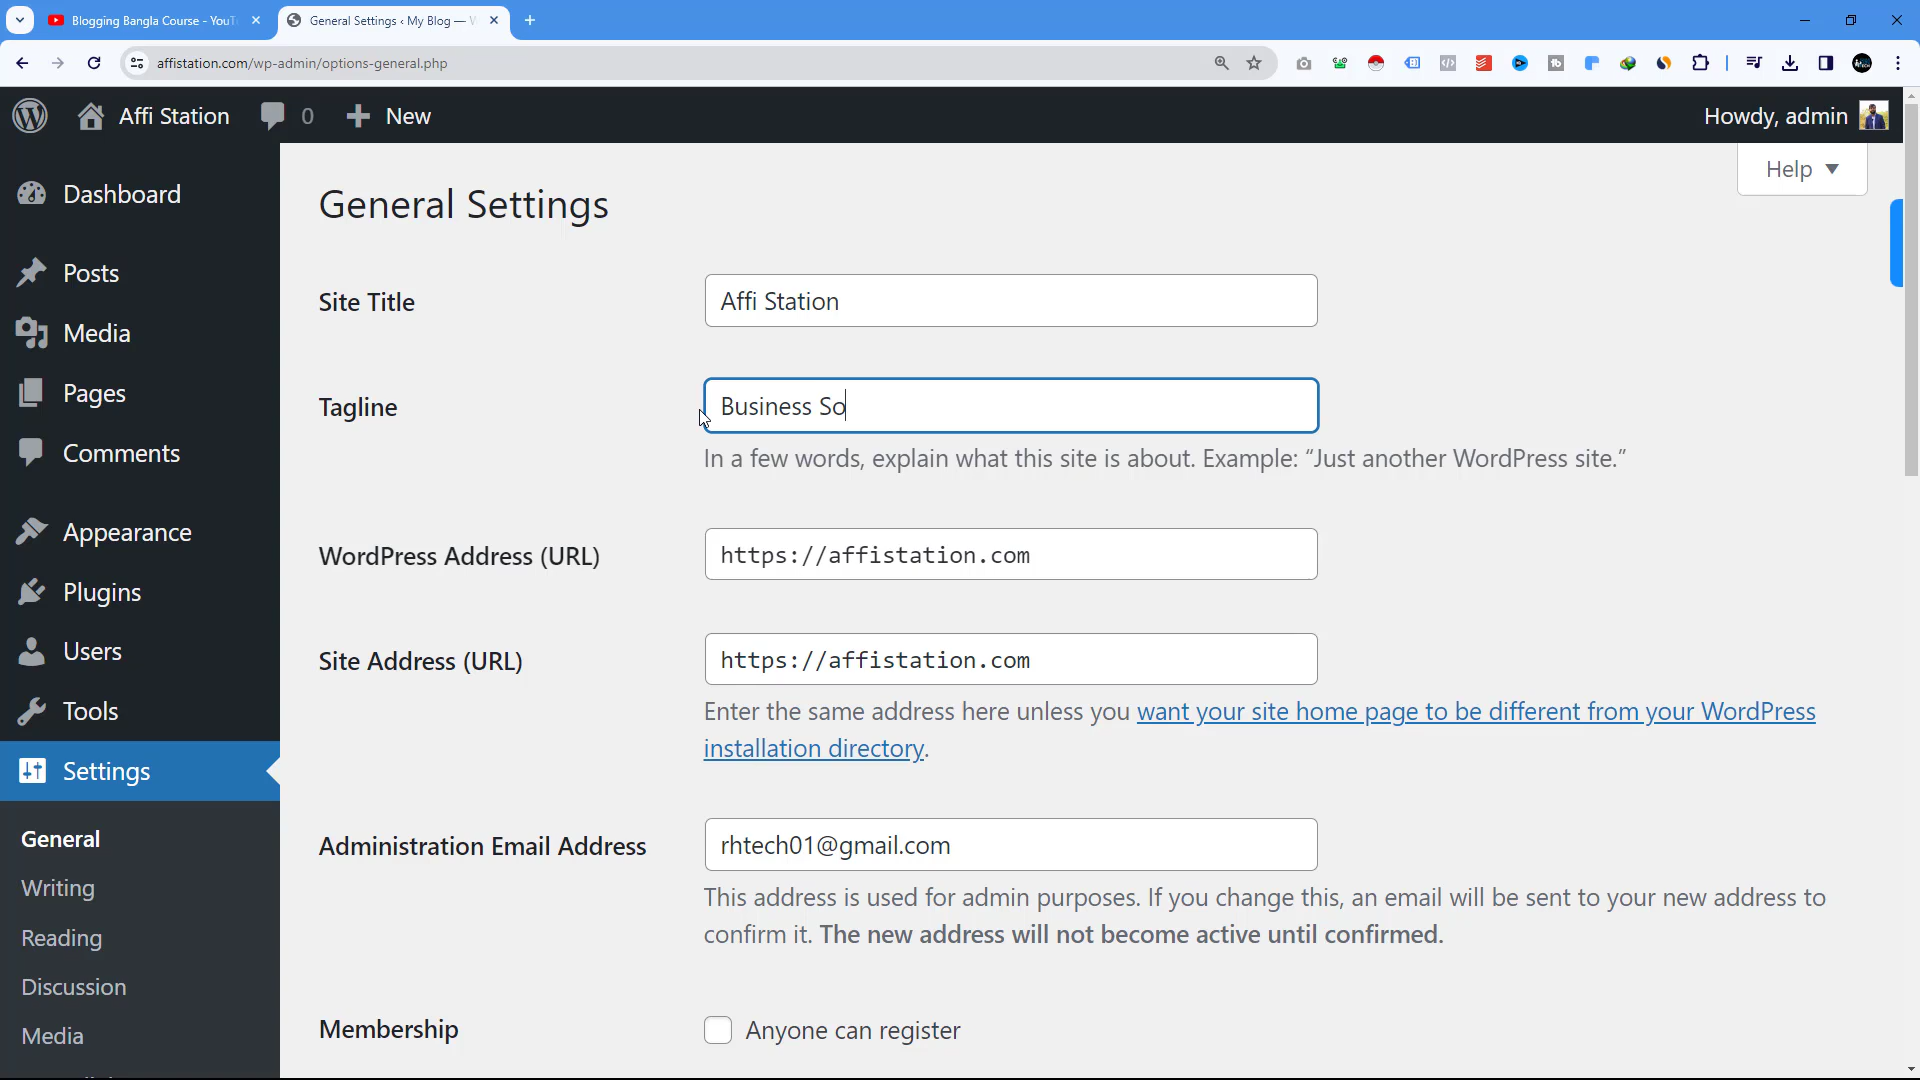 Blogging Bangla Course - YouT
General Settings ‹ My Blog — W
affistation.com/wp-admin/options-general.php
Affi Station
0
New
Howdy, admin
Help
Dashboard
Posts
Media
Pages
Comments
Appearance
Plugins
Users
Tools
Settings
General
Writing
Reading
Discussion
Media
General Settings
Site Title
Affi Station
Tagline
Business So
In a few words, explain what this site is about. Example: “Just another WordPress site.”
WordPress Address (URL)
https://affistation.com
Site Address (URL)
https://affistation.com
Enter the same address here unless you want your site home page to be different from your WordPress
installation directory.
Administration Email Address
rhtech01@gmail.com
This address is used for admin purposes. If you change this, an email will be sent to your new address to
confirm it. The new address will not become active until confirmed.
Membership
Anyone can register